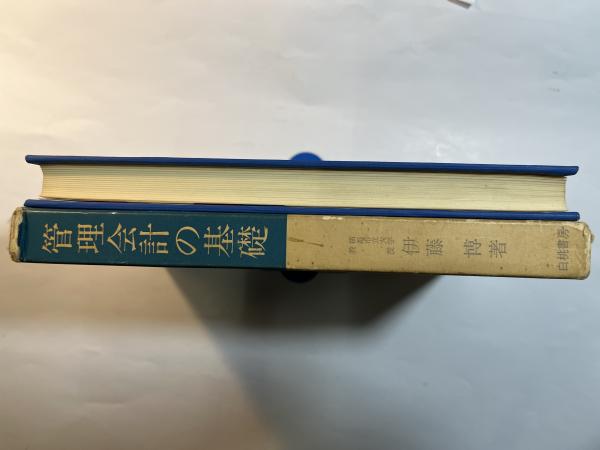 管理会計の基礎
伊藤 博著
白桃書房